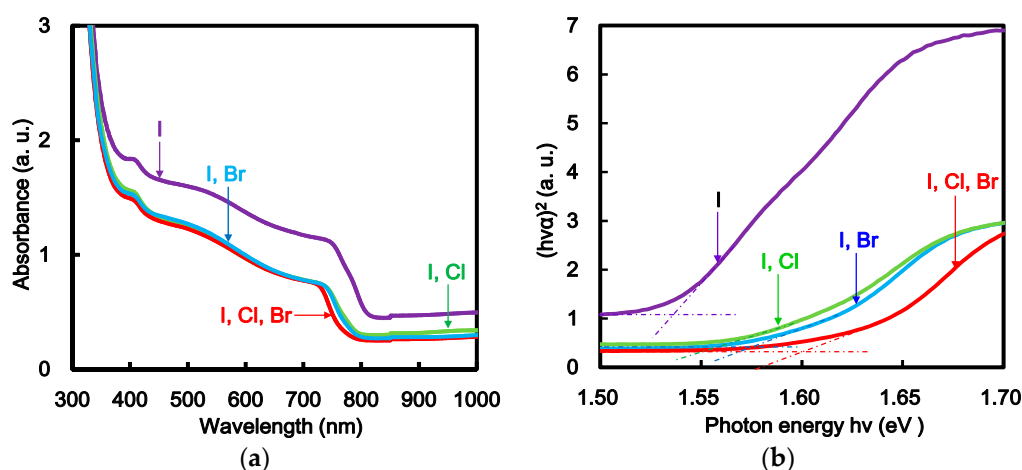 3
2
1
0
Absorbance (a. u.)
300 400 500 600 700 800 900 1000
Wavelength (nm)
I
I, Br
I, Cl
I, Cl, Br
(a)
7
6
5
4
3
2
1
0
(hvα)² (a. u.)
1.50 1.55 1.60 1.65 1.70
Photon energy hv (eV )
I
I, Cl, Br
I, Br
I, Cl
(b)